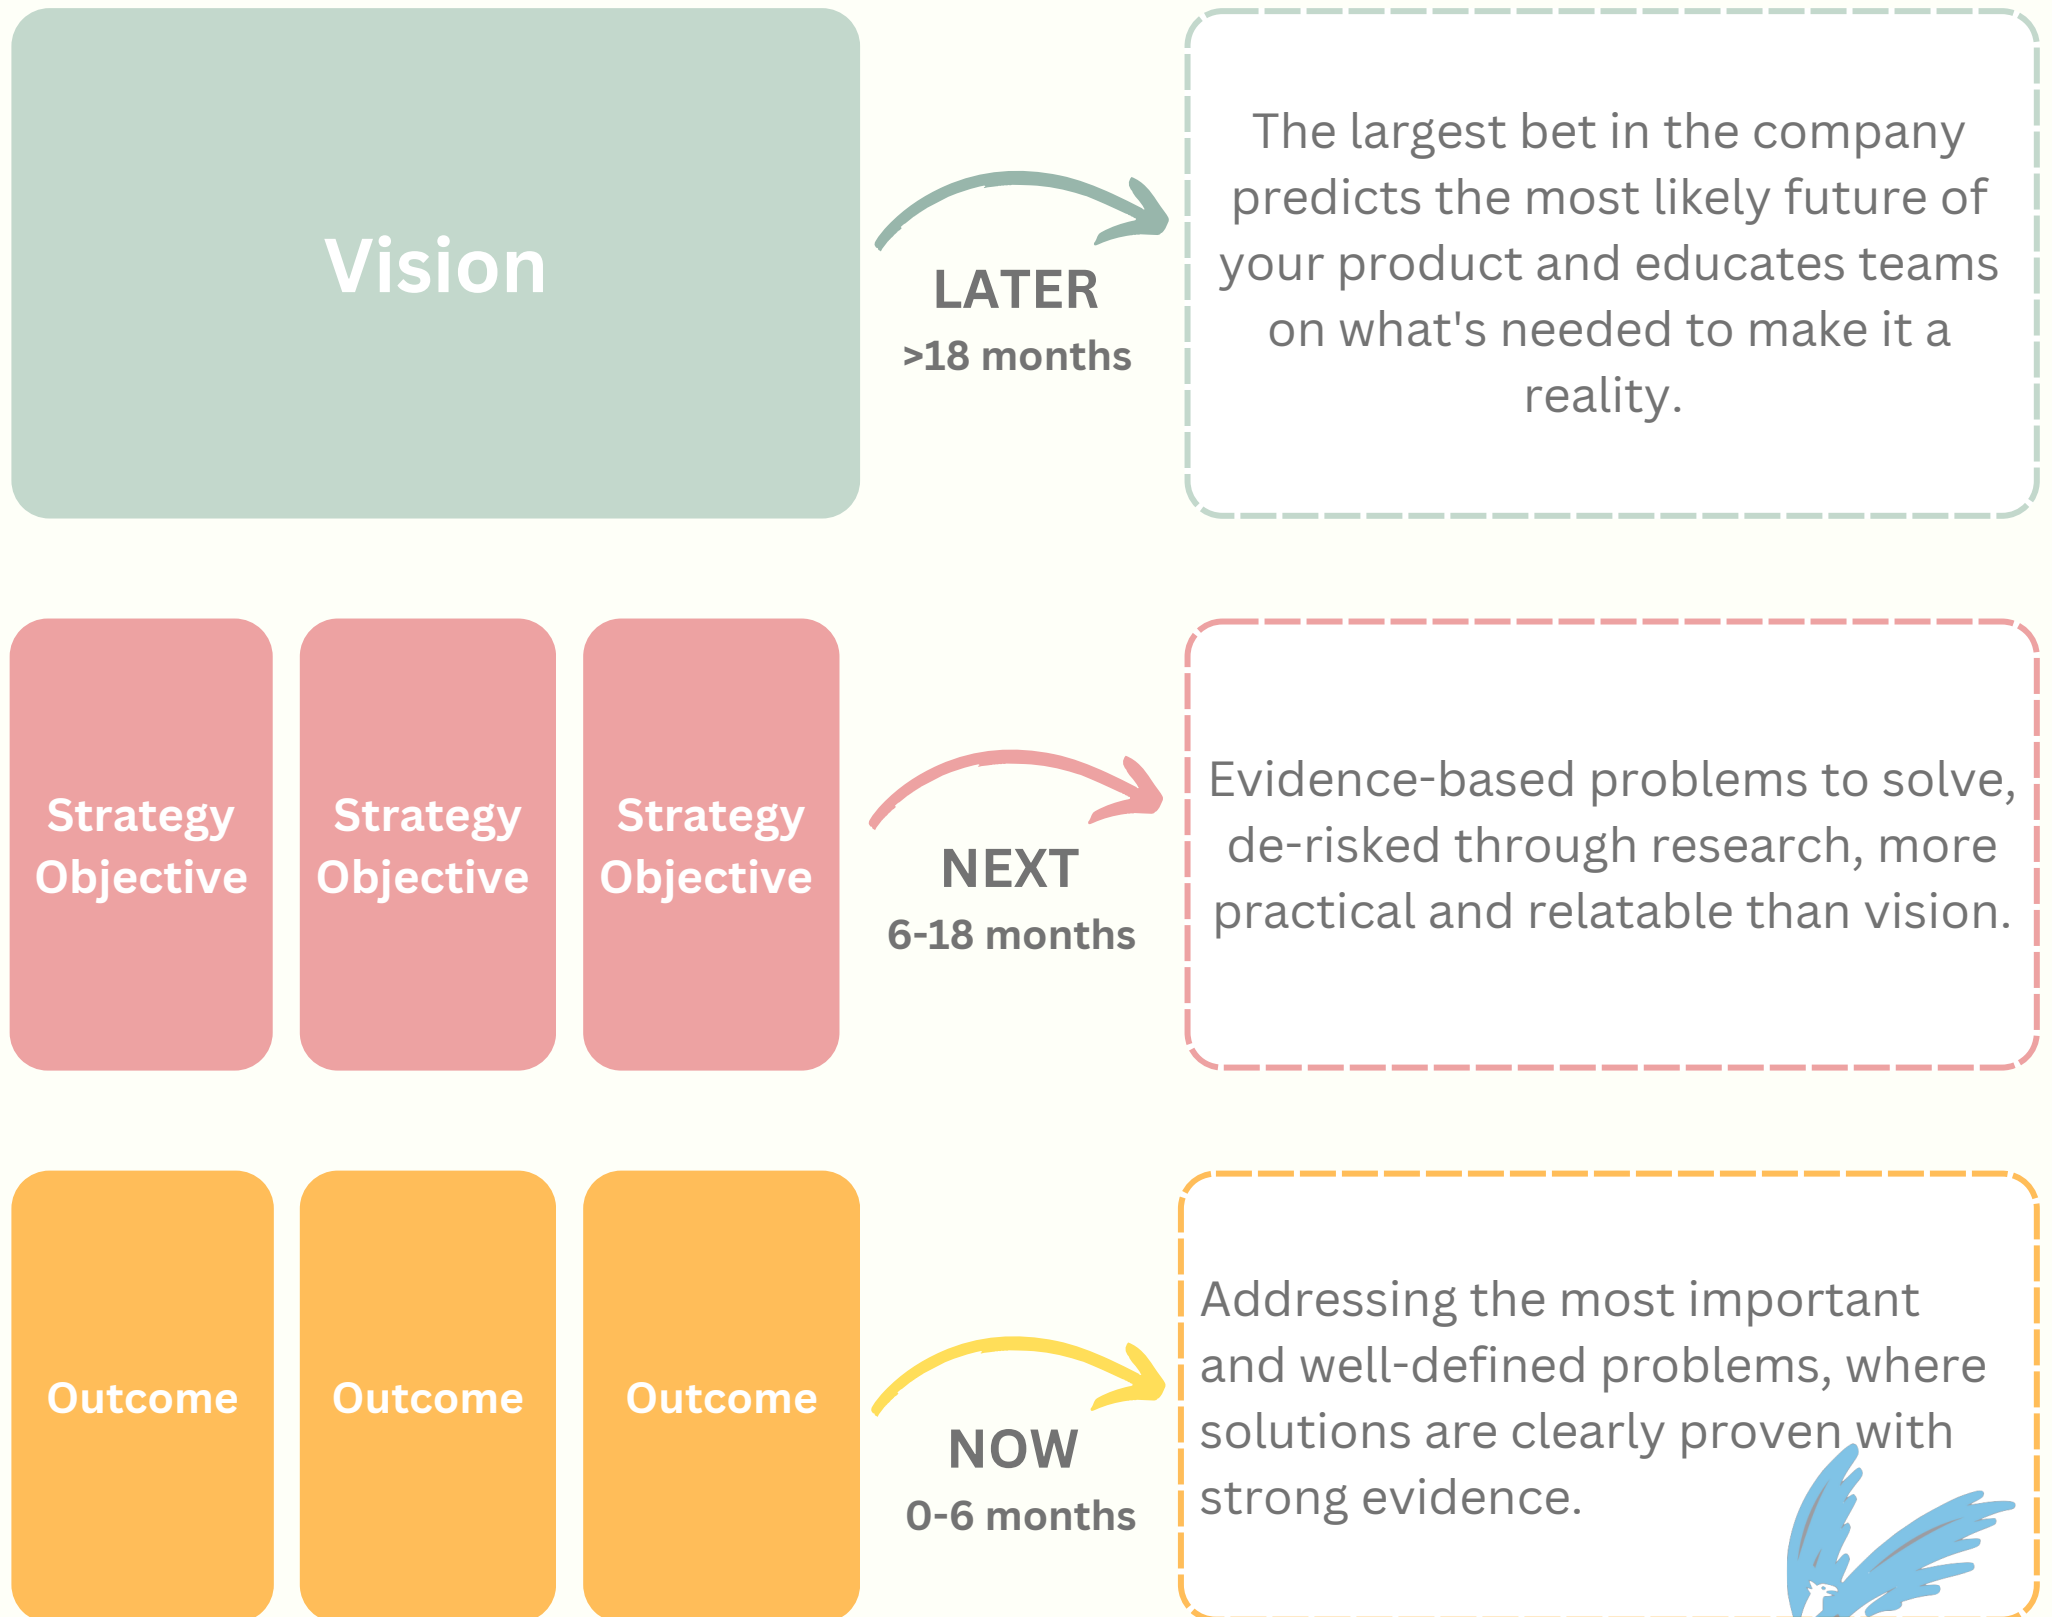 Vision
LATER
>18 months
The largest bet in the company
predicts the most likely future of
your product and educates teams
on what's needed to make it a
reality.
Strategy
Objective
Strategy
Objective
Strategy
Objective
NEXT
6-18 months
Evidence-based problems to solve,
de-risked through research, more
practical and relatable than vision.
Outcome
Outcome
Outcome
NOW
0-6 months
Addressing the most important
and well-defined problems, where
solutions are clearly proven with
strong evidence.